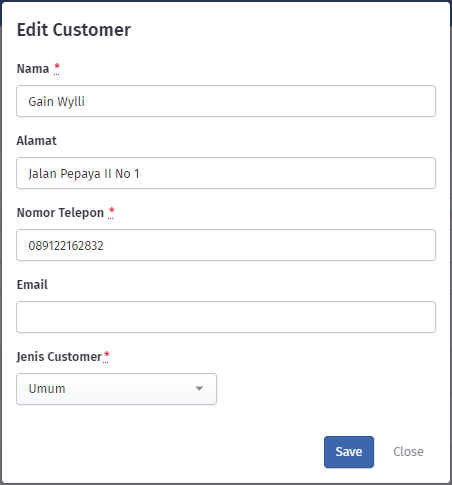 Edit Customer
Nama *
Gain Wylli
Alamat
Jalan Pepaya II No 1
Nomor Telepon *
089122162832
Email
Jenis Customer*
Umum
Save Close